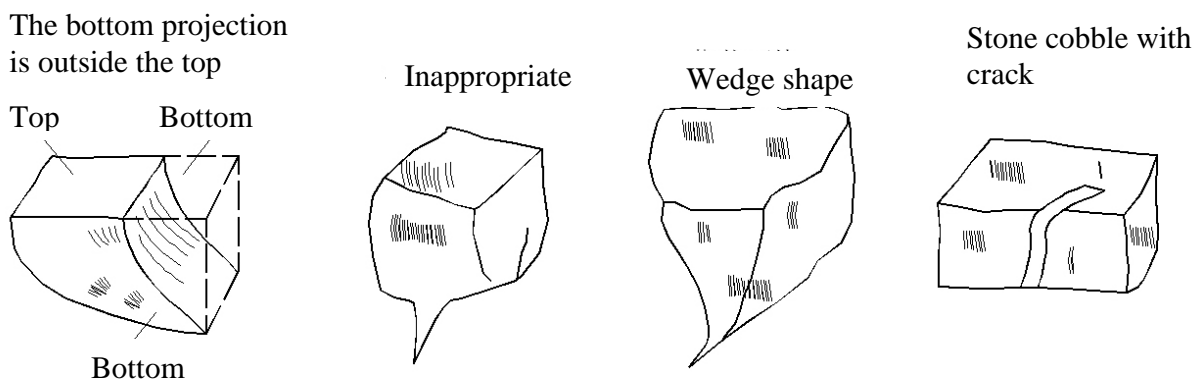 The bottom projection
is outside the top
Top Bottom
Bottom
Inappropriate
Wedge shape
Stone cobble with
crack